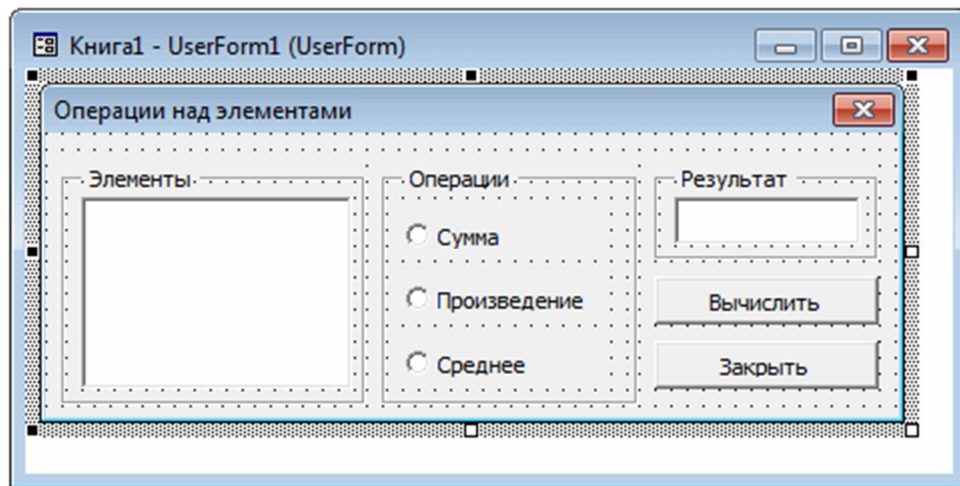 Книга1 - UserForm1 (UserForm)
Операции над элементами
Элементы
Операции
Результат
Сумма
Произведение
Вычислить
Среднее
Закрыть